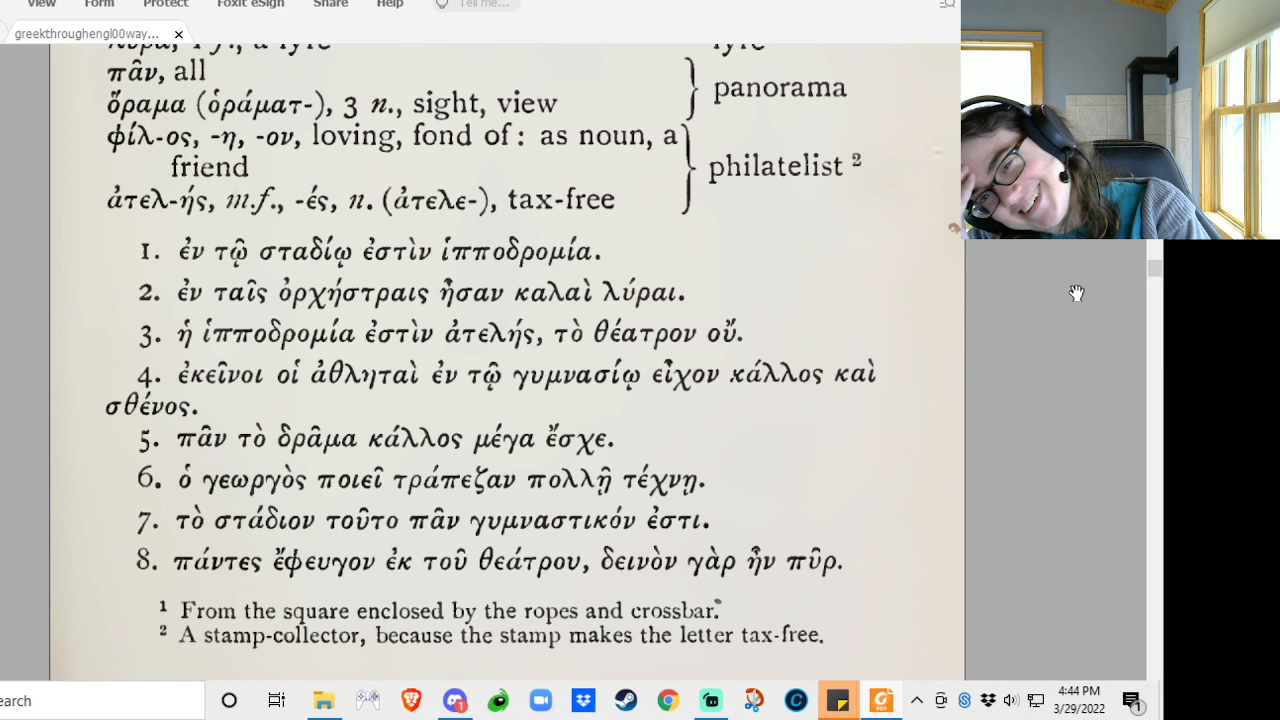 View Form Protect Foxit eSign Share Help Tell me...
greekthroughengl00way... ×
lyre
πᾶν, all
panorama
ὅραμα (ὁράματ-), 3 n., sight, view
φίλ-ος, -η, -ον, loving, fond of: as noun, a
friend
philatelist ²
ἀτελ-ής, m.f., -ές, n. (ἀτελε-), tax-free
1. ἐν τῷ σταδίῳ ἐστὶν ἱπποδρομία.
2. ἐν ταῖς ὀρχήστραις ἦσαν καλαὶ λύραι.
3. ἡ ἱπποδρομία ἐστὶν ἀτελής, τὸ θέατρον οὔ.
4. ἐκεῖνοι οἱ ἀθληταὶ ἐν τῷ γυμνασίῳ εἶχον κάλλος καὶ
σθένος.
5. πᾶν τὸ δρᾶμα κάλλος μέγα ἔσχε.
6. ὁ γεωργὸς ποιεῖ τράπεζαν πολλῇ τέχνῃ.
7. τὸ στάδιον τοῦτο πᾶν γυμναστικόν ἐστι.
8. πάντες ἔφευγον ἐκ τοῦ θεάτρου, δεινὸν γὰρ ἦν πῦρ.
¹ From the square enclosed by the ropes and crossbar.
² A stamp-collector, because the stamp makes the letter tax-free.
earch
4:44 PM
3/29/2022